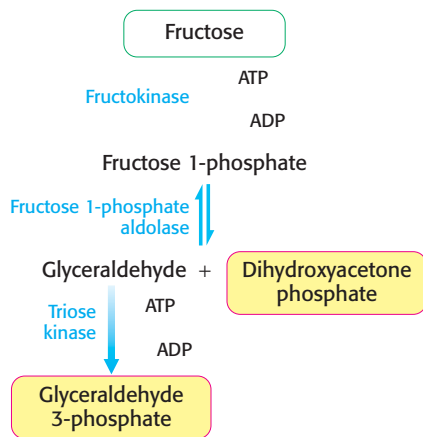 Fructose
ATP
Fructokinase
ADP
Fructose 1-phosphate
Fructose 1-phosphate
aldolase
Glyceraldehyde +
Dihydroxyacetone
phosphate
Triose
kinase
ATP
ADP
Glyceraldehyde
3-phosphate